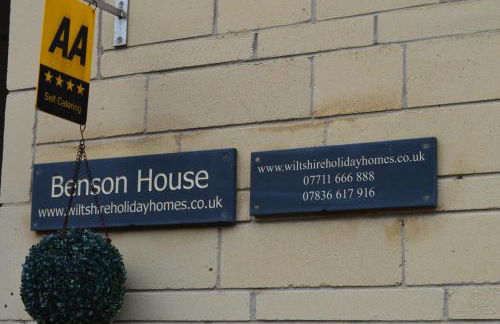 AA
★★★★
Self Catering
Benson House
www.wiltshireholidayhomes.co.uk
www.wiltshireholidayhomes.co.uk
07711 666 888
07836 617 916